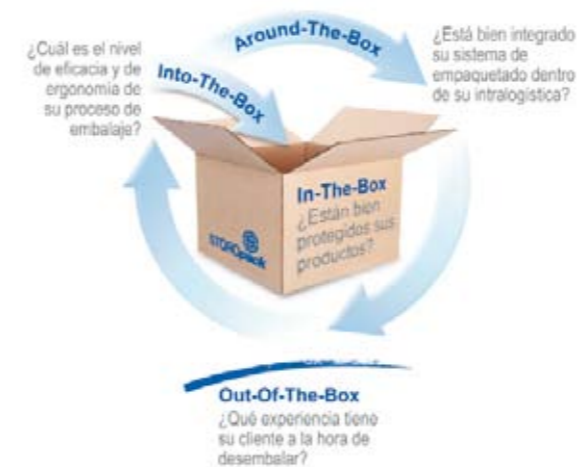 Around-The-Box
¿Está bien integrado
su sistema de
empaquetado dentro
de su intralogística?
¿Cuál es el nivel
de eficacia y de
ergonomía de
su proceso de
embalaje?
Into-The-Box
In-The-Box
¿Están bien
protegidos sus
productos?
STOROpack
Out-Of-The-Box
¿Qué experiencia tiene
su cliente a la hora de
desembalar?